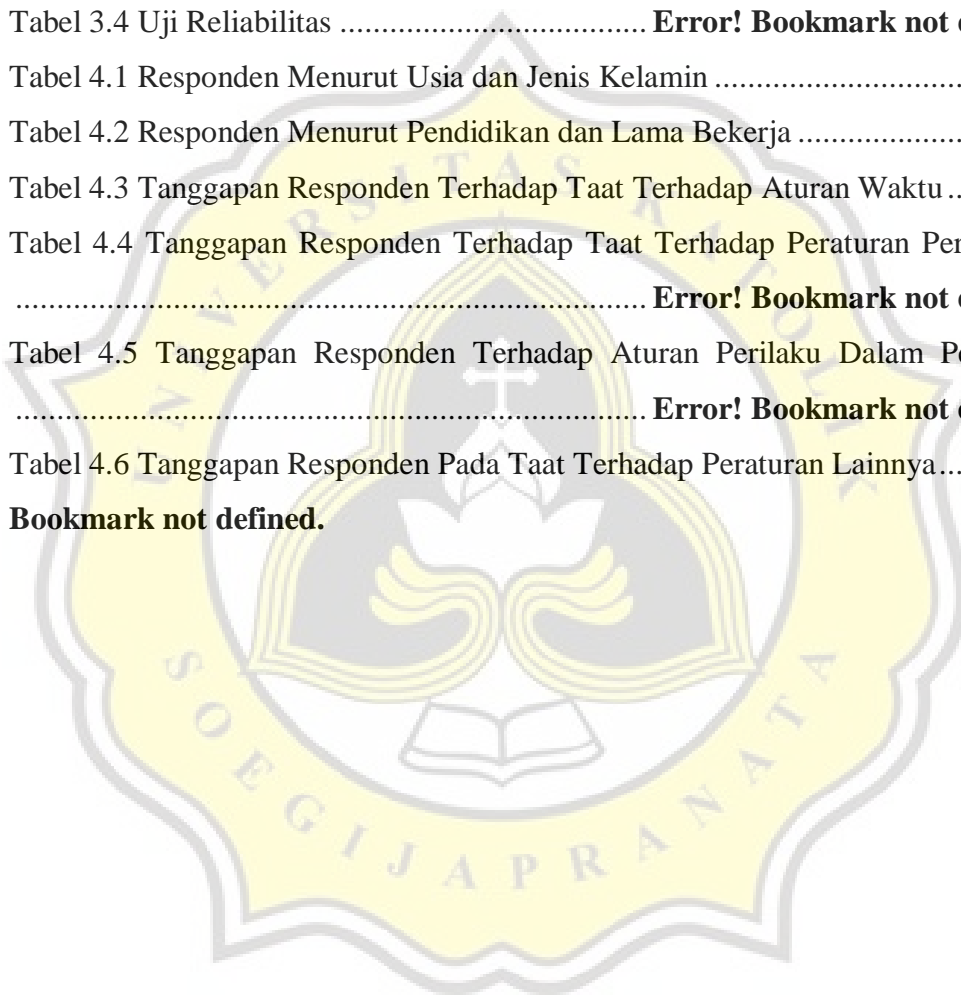 Tabel 3.4 Uji Reliabilitas ..................................... Error! Bookmark not
Tabel 4.1 Responden Menurut Usia dan Jenis Kelamin ..............................
Tabel 4.2 Responden Menurut Pendidikan dan Lama Bekerja ....................
Tabel 4.3 Tanggapan Responden Terhadap Taat Terhadap Aturan Waktu ..
Tabel 4.4 Tanggapan Responden Terhadap Taat Terhadap Peraturan
................................................................................ Error! Bookmark not
Tabel 4.5 Tanggapan Responden Terhadap Aturan Perilaku Dalam
................................................................................ Error! Bookmark not
Tabel 4.6 Tanggapan Responden Pada Taat Terhadap Peraturan Lainnya....
Bookmark not defined.
UNIVERSITAS KATOLIK
SOEGIJAPRANATA